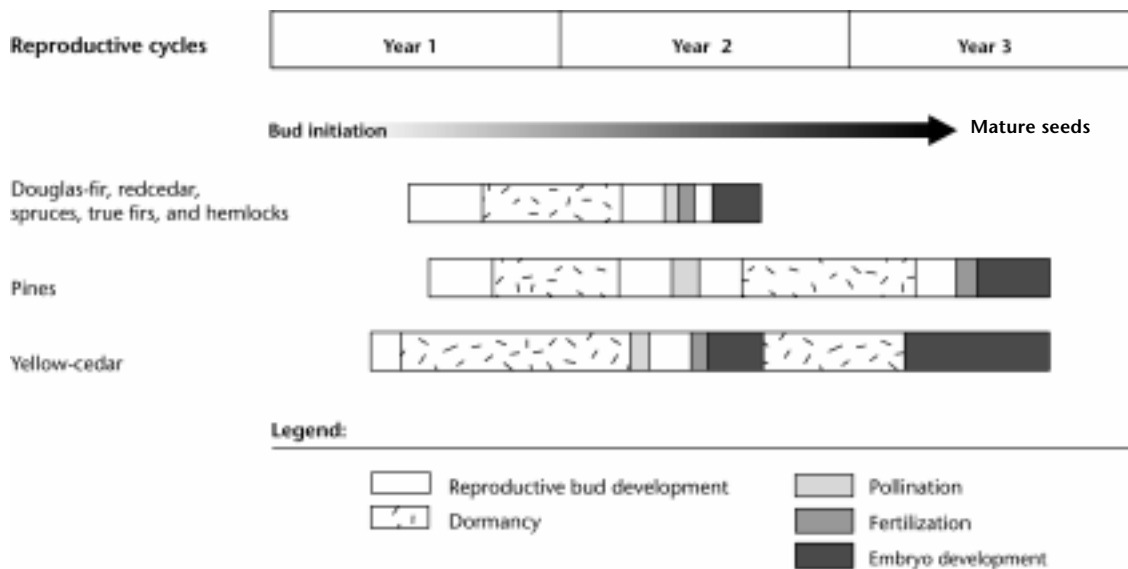 Reproductive cycles
Year 1
Year 2
Year 3
Bud initiation
Mature seeds
Douglas-fir, redcedar,
spruces, true firs, and hemlocks
Pines
Yellow-cedar
Legend:
Reproductive bud development
Dormancy
Pollination
Fertilization
Embryo development